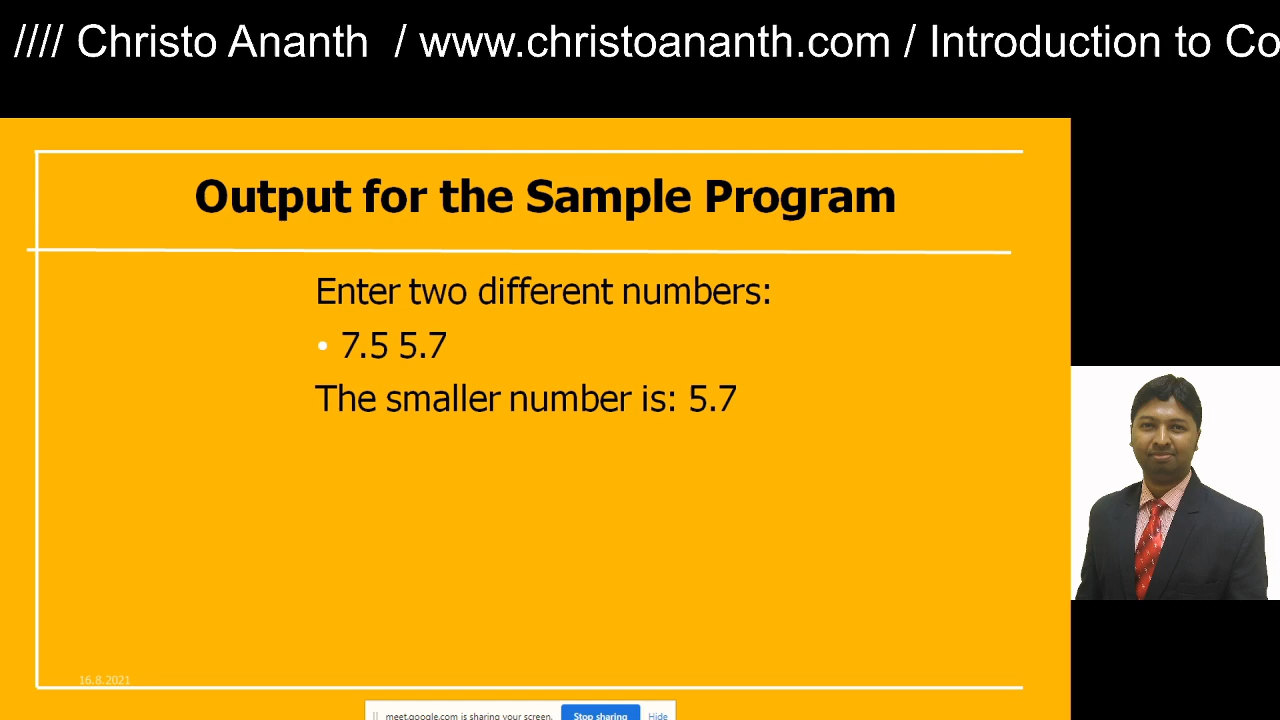 //// Christo Ananth / www.christoananth.com / Introduction to Co
Output for the Sample Program
Enter two different numbers:
• 7.5 5.7
The smaller number is: 5.7
16.8.2021
meet.google.com is sharing your screen. Stop sharing Hide